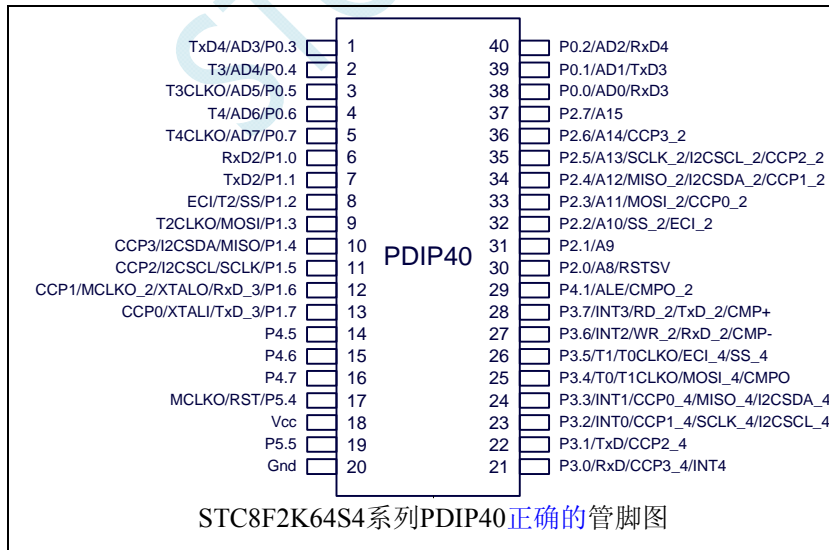 TxD4/AD3/P0.3 1 40 P0.2/AD2/RxD4
T3/AD4/P0.4 2 39 P0.1/AD1/TxD3
T3CLKO/AD5/P0.5 3 38 P0.0/AD0/RxD3
T4/AD6/P0.6 4 37 P2.7/A15
T4CLKO/AD7/P0.7 5 36 P2.6/A14/CCP3_2
RxD2/P1.0 6 35 P2.5/A13/SCLK_2/I2CSCL_2/CCP2_2
TxD2/P1.1 7 34 P2.4/A12/MISO_2/I2CSDA_2/CCP1_2
ECI/T2/SS/P1.2 8 33 P2.3/A11/MOSI_2/CCP0_2
T2CLKO/MOSI/P1.3 9 32 P2.2/A10/SS_2/ECI_2
CCP3/I2CSDA/MISO/P1.4 10 31 P2.1/A9
PDIP40
CCP2/I2CSCL/SCLK/P1.5 11 30 P2.0/A8/RSTSV
CCP1/MCLKO_2/XTALO/RxD_3/P1.6 12 29 P4.1/ALE/CMPO_2
CCP0/XTALI/TxD_3/P1.7 13 28 P3.7/INT3/RD_2/TxD_2/CMP+
P4.5 14 27 P3.6/INT2/WR_2/RxD_2/CMP-
P4.6 15 26 P3.5/T1/T0CLKO/ECI_4/SS_4
P4.7 16 25 P3.4/T0/T1CLKO/MOSI_4/CMPO
MCLKO/RST/P5.4 17 24 P3.3/INT1/CCP0_4/MISO_4/I2CSDA_4
Vcc 18 23 P3.2/INT0/CCP1_4/SCLK_4/I2CSCL_4
P5.5 19 22 P3.1/TxD/CCP2_4
Gnd 20 21 P3.0/RxD/CCP3_4/INT4
STC8F2K64S4系列PDIP40正确的管脚图